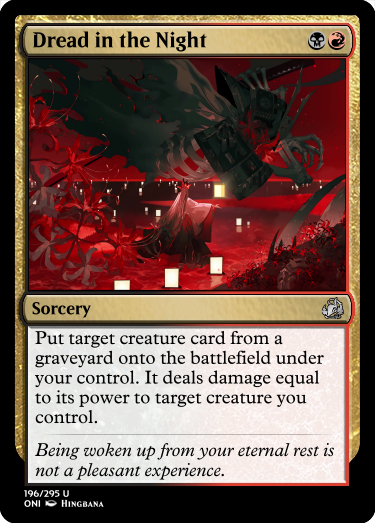 Dread in the Night
Sorcery
Put target creature card from a
graveyard onto the battlefield under
your control. It deals damage equal
to its power to target creature you
control.
Being woken up from your eternal rest is
not a pleasant experience.
196/295 U
ONI HINGBANA